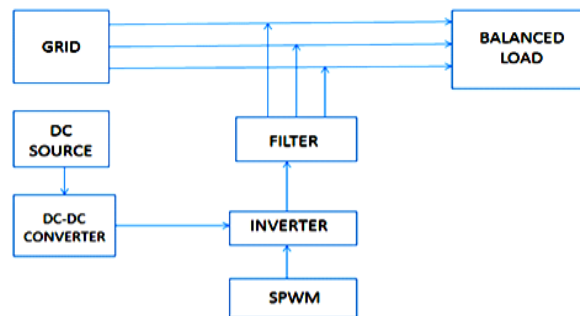 GRID
BALANCED
LOAD
DC
SOURCE
FILTER
DC-DC
CONVERTER
INVERTER
SPWM